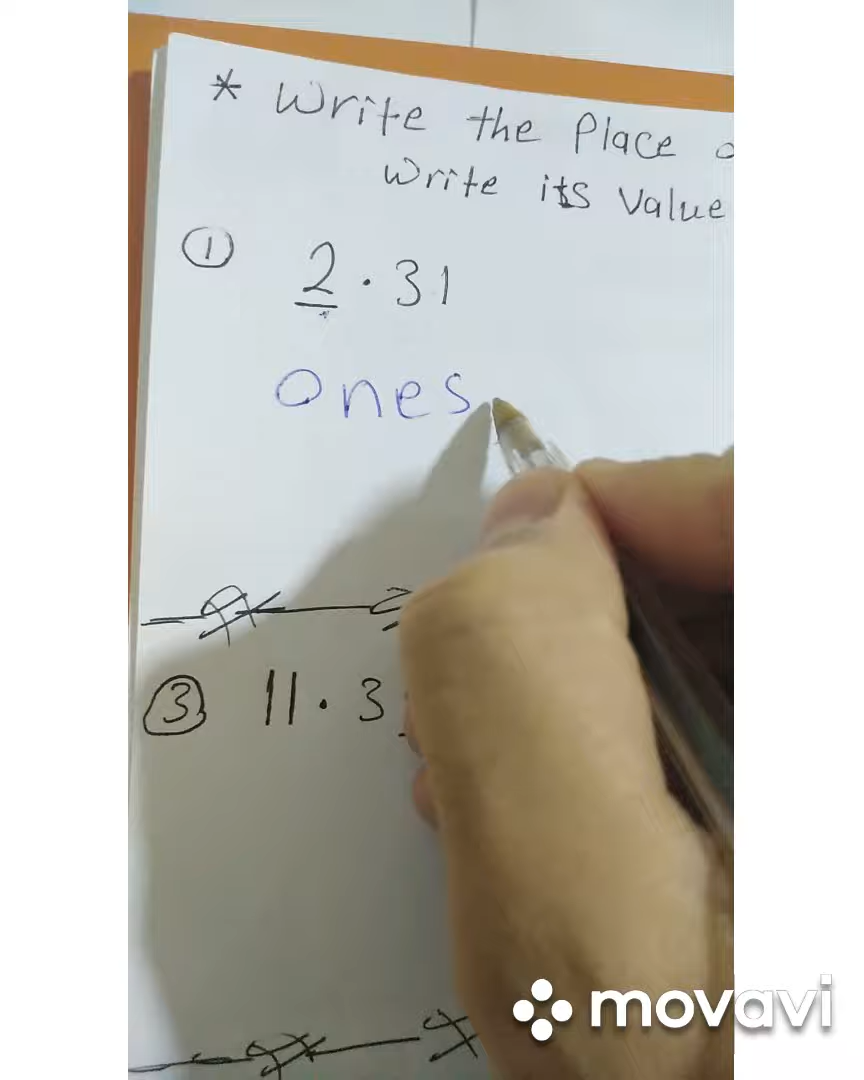 * Write the Place
Write its Value
① 2.31
ones
③ 11.3
movavi